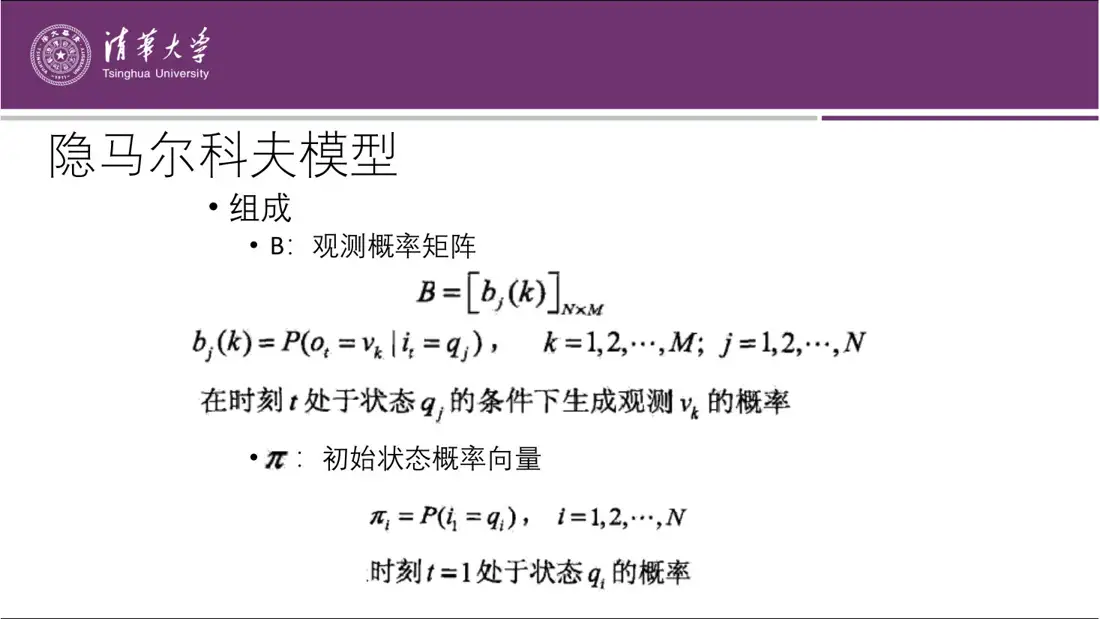 清华大学
Tsinghua University
隐马尔科夫模型
• 组成
• B：观测概率矩阵
B = [b_j(k)]_{N×M}
b_j(k) = P(o_t = v_k | i_t = q_j)， k = 1,2,⋯,M; j = 1,2,⋯,N
在时刻 t 处于状态 q_j 的条件下生成观测 v_k 的概率
• π：初始状态概率向量
π_i = P(i_1 = q_i)， i = 1,2,⋯,N
时刻 t = 1 处于状态 q_i 的概率